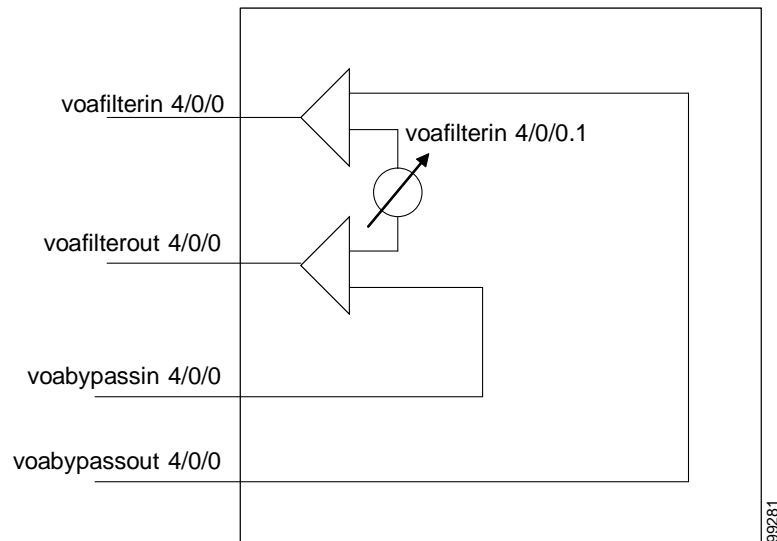 voafilterin 4/0/0
voafilterin 4/0/0.1
voafilterout 4/0/0
voabypassin 4/0/0
voabypassout 4/0/0
99281